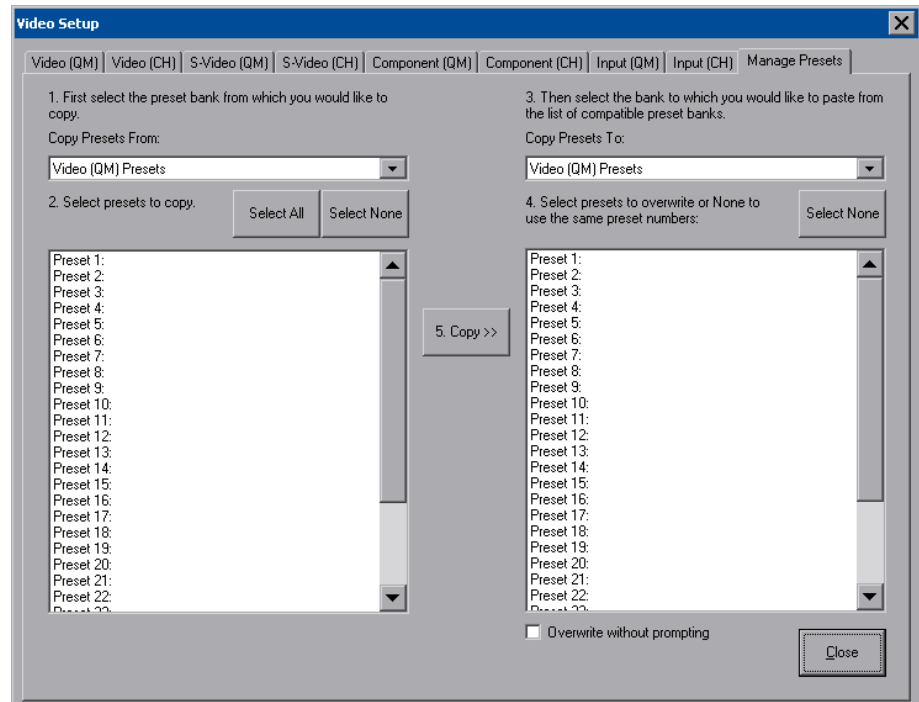 Video Setup
Video (QM) Video (CH) S-Video (QM) S-Video (CH) Component (QM) Component (CH) Input (QM) Input (CH) Manage Presets
1. First select the preset bank from which you would like to
copy.
Copy Presets From:
Video (QM) Presets
2. Select presets to copy.
Select All
Select None
Preset 1:
Preset 2:
Preset 3:
Preset 4:
Preset 5:
Preset 6:
Preset 7:
Preset 8:
Preset 9:
Preset 10:
Preset 11:
Preset 12:
Preset 13:
Preset 14:
Preset 15:
Preset 16:
Preset 17:
Preset 18:
Preset 19:
Preset 20:
Preset 21:
Preset 22:
Preset 23:
5. Copy >>
3. Then select the bank to which you would like to paste from
the list of compatible preset banks.
Copy Presets To:
Video (QM) Presets
4. Select presets to overwrite or None to
use the same preset numbers:
Select None
Preset 1:
Preset 2:
Preset 3:
Preset 4:
Preset 5:
Preset 6:
Preset 7:
Preset 8:
Preset 9:
Preset 10:
Preset 11:
Preset 12:
Preset 13:
Preset 14:
Preset 15:
Preset 16:
Preset 17:
Preset 18:
Preset 19:
Preset 20:
Preset 21:
Preset 22:
Preset 23:
Overwrite without prompting
Close